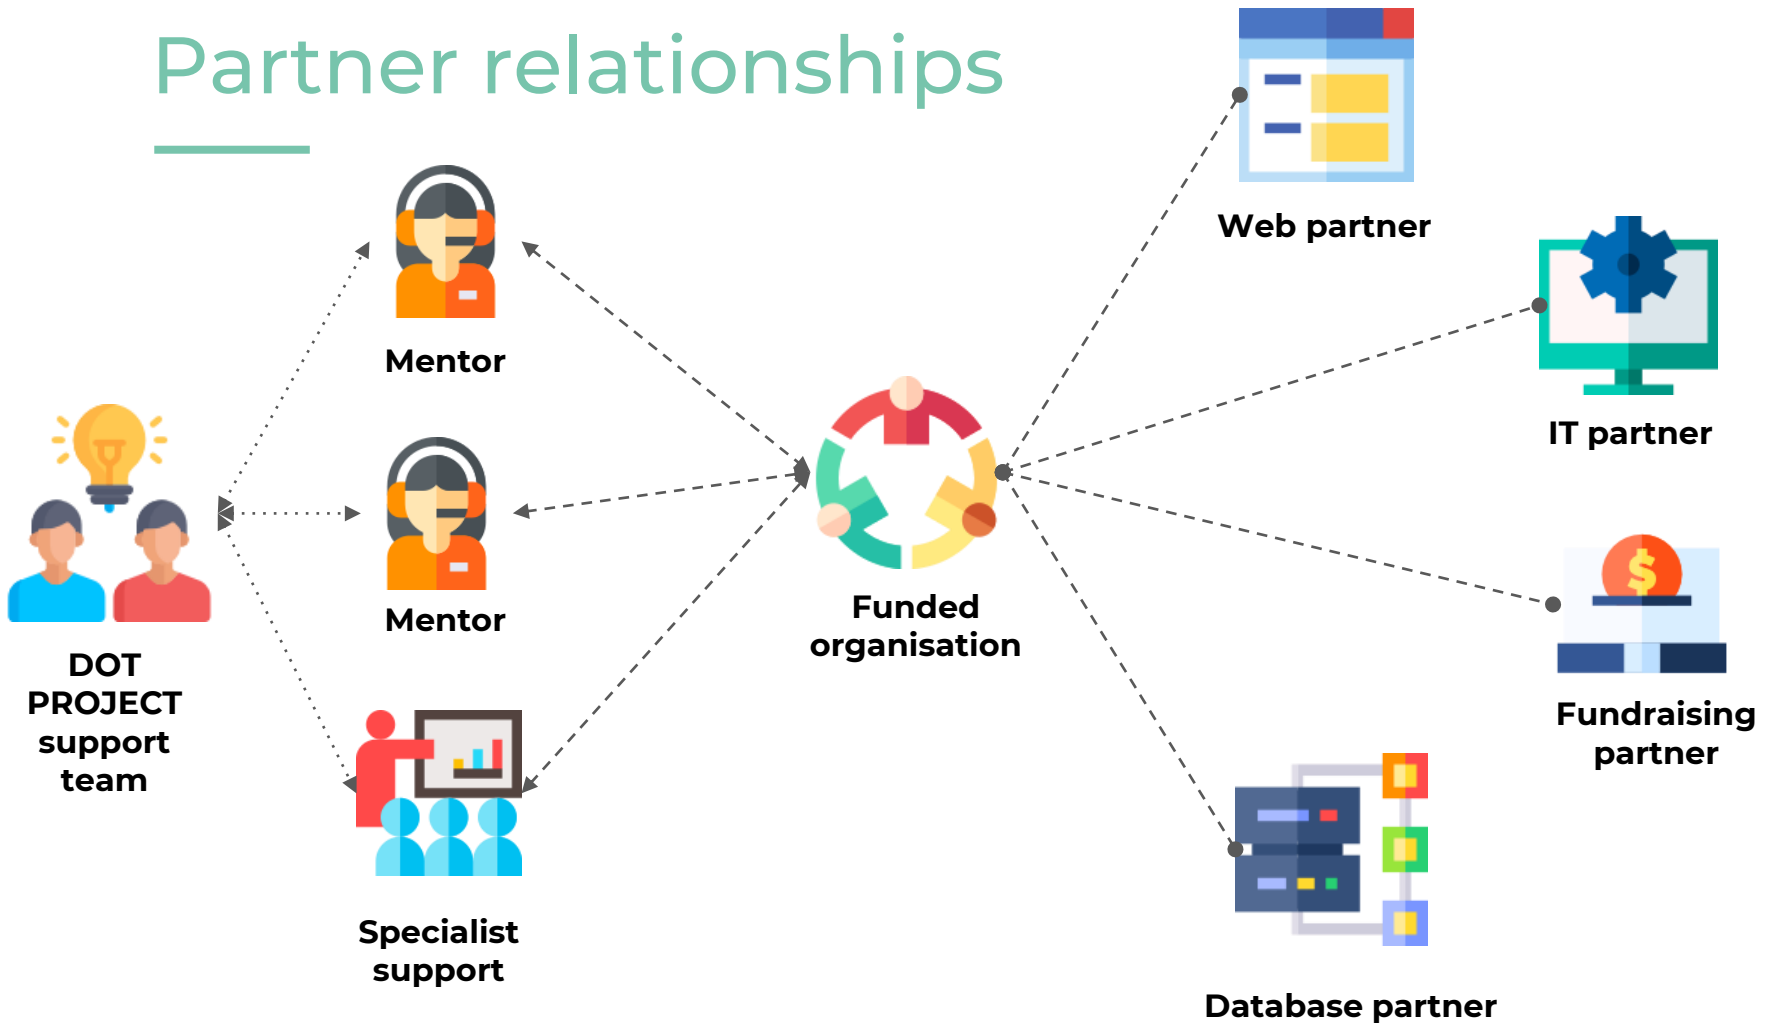 Partner relationships
Web partner
Mentor
IT partner
Mentor
Funded
organisation
DOT
PROJECT
support
team
$
Fundraising
partner
Specialist
support
Database partner